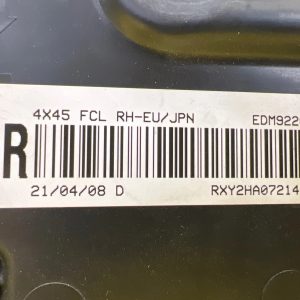 4X45 FCL RH-EU/JPN EDM922
R
21/04/08 D RXY2HA07214